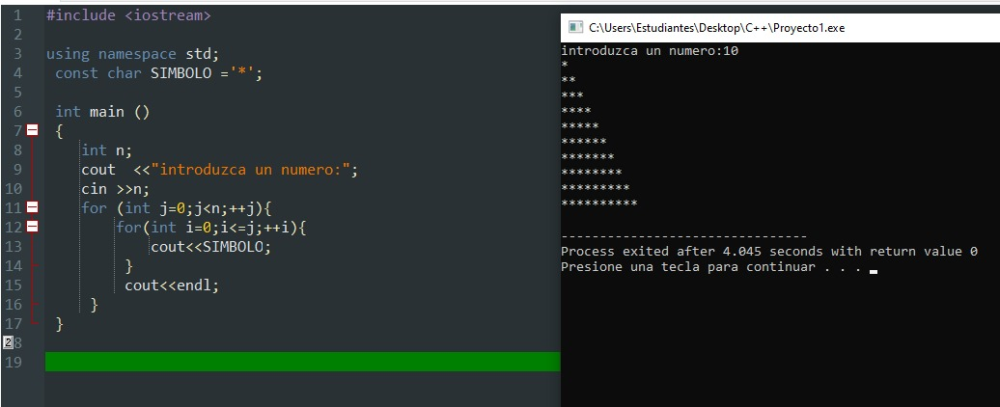 1 #include <iostream>
2
3 using namespace std;
4 const char SIMBOLO ='*';
5
6 int main ()
7 {
8 int n;
9 cout  <<"introduzca un numero:";
10 cin >>n;
11 for (int j=0;j<n;++j){
12 for(int i=0;i<=j;++i){
13 cout<<SIMBOLO;
14 }
15 cout<<endl;
16 }
17 }
28
19
C:\Users\Estudiantes\Desktop\C++\Proyecto1.exe
introduzca un numero:10
*
**
***
****
*****
******
*******
********
*********
**********
--------------------------------
Process exited after 4.045 seconds with return value 0
Presione una tecla para continuar . . .